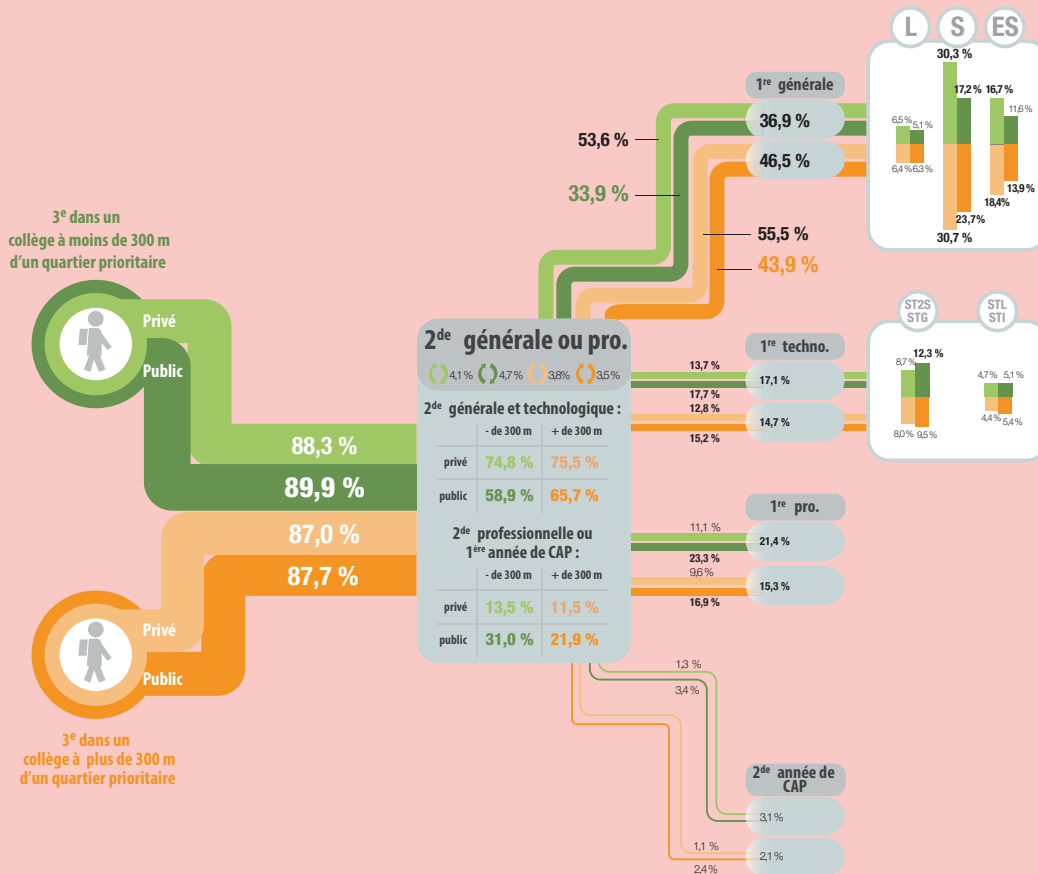 L S ES
30,3 %
17,2 % 16,7 %
11,6 %
6,5 % 5,1 %
6,4 % 6,3 %
13,9 %
18,4%
23,7 %
30,7 %
1re générale
36,9 %
46,5 %
53,6 %
33,9 %
55,5 %
43,9 %
3e dans un
collège à moins de 300 m
d'un quartier prioritaire
Privé
Public
88,3 %
89,9 %
87,0 %
87,7 %
Privé
Public
3e dans un
collège à plus de 300 m
d'un quartier prioritaire
2de générale ou pro.
4,1 % 4,7 % 3,8% 3,5 %
2de générale et technologique :
- de 300 m + de 300 m
privé 74,8 % 75,5 %
public 58,9 % 65,7 %
2de professionnelle ou
1ère année de CAP :
- de 300 m + de 300 m
privé 13,5 % 11,5 %
public 31,0 % 21,9 %
1re techno.
13,7 %
17,1 %
17,7 %
12,8 %
14,7 %
15,2 %
ST2S
STG
STL
STI
8,7 % 12,3 %
4,7 % 5,1 %
8,0 % 9,5 %
4,4 % 5,4 %
1re pro.
11,1 %
21,4 %
23,3 %
9,6 %
15,3 %
16,9 %
1,3 %
3,4 %
2de année de
CAP
3,1 %
1,1 %
2,1 %
2,4 %